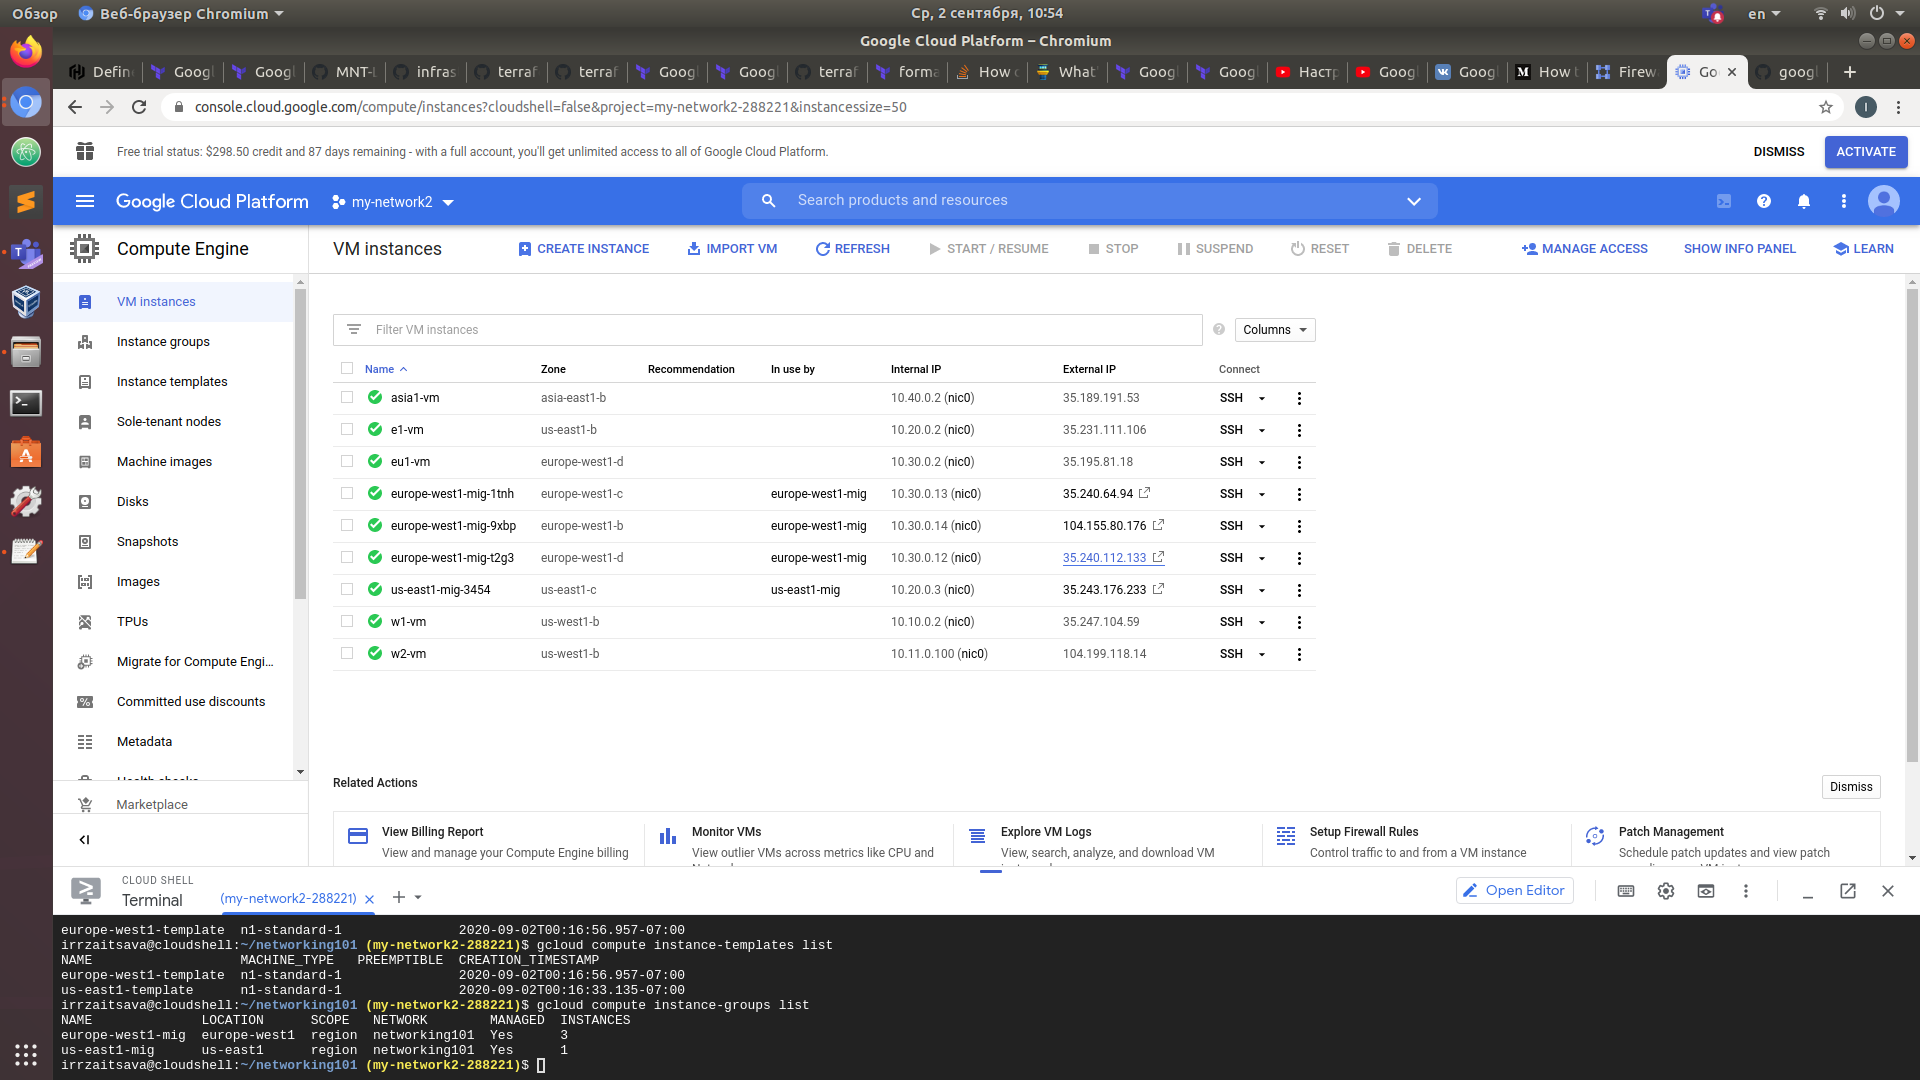 Обзор
Веб-браузер Chromium
Ср, 2 сентября, 10:54
en
Google Cloud Platform – Chromium
Defin
Googl
Googl
MNT-L
infras
terraf
terraf
Googl
Googl
terraf
forma
How c
What'
Googl
Googl
Настр
Googl
Googl
How t
Firew
Go
googl
console.cloud.google.com/compute/instances?cloudshell=false&project=my-network2-288221&instancessize=50
I
Free trial status: $298.50 credit and 87 days remaining - with a full account, you'll get unlimited access to all of Google Cloud Platform.
DISMISS
ACTIVATE
Google Cloud Platform
my-network2
Search products and resources
Compute Engine
VM instances
CREATE INSTANCE
IMPORT VM
REFRESH
START / RESUME
STOP
SUSPEND
RESET
DELETE
MANAGE ACCESS
SHOW INFO PANEL
LEARN
VM instances
Instance groups
Instance templates
Sole-tenant nodes
Machine images
Disks
Snapshots
Images
TPUs
Migrate for Compute Engi...
Committed use discounts
Metadata
Health checks
Marketplace
Filter VM instances
Columns
Name Zone Recommendation In use by Internal IP External IP Connect
asia1-vm asia-east1-b 10.40.0.2 (nic0) 35.189.191.53 SSH
e1-vm us-east1-b 10.20.0.2 (nic0) 35.231.111.106 SSH
eu1-vm europe-west1-d 10.30.0.2 (nic0) 35.195.81.18 SSH
europe-west1-mig-1tnh europe-west1-c europe-west1-mig 10.30.0.13 (nic0) 35.240.64.94 SSH
europe-west1-mig-9xbp europe-west1-b europe-west1-mig 10.30.0.14 (nic0) 104.155.80.176 SSH
europe-west1-mig-t2g3 europe-west1-d europe-west1-mig 10.30.0.12 (nic0) 35.240.112.133 SSH
us-east1-mig-3454 us-east1-c us-east1-mig 10.20.0.3 (nic0) 35.243.176.233 SSH
w1-vm us-west1-b 10.10.0.2 (nic0) 35.247.104.59 SSH
w2-vm us-west1-b 10.11.0.100 (nic0) 104.199.118.14 SSH
Related Actions
Dismiss
View Billing Report
View and manage your Compute Engine billing
Monitor VMs
View outlier VMs across metrics like CPU and
Explore VM Logs
View, search, analyze, and download VM
Setup Firewall Rules
Control traffic to and from a VM instance
Patch Management
Schedule patch updates and view patch
CLOUD SHELL
Terminal
(my-network2-288221)
Open Editor
europe-west1-template n1-standard-1 2020-09-02T00:16:56.957-07:00
irrzaitsava@cloudshell:~/networking101 (my-network2-288221)$ gcloud compute instance-templates list
NAME MACHINE_TYPE PREEMPTIBLE CREATION_TIMESTAMP
europe-west1-template n1-standard-1 2020-09-02T00:16:56.957-07:00
us-east1-template n1-standard-1 2020-09-02T00:16:33.135-07:00
irrzaitsava@cloudshell:~/networking101 (my-network2-288221)$ gcloud compute instance-groups list
NAME LOCATION SCOPE NETWORK MANAGED INSTANCES
europe-west1-mig europe-west1 region networking101 Yes 3
us-east1-mig us-east1 region networking101 Yes 1
irrzaitsava@cloudshell:~/networking101 (my-network2-288221)$